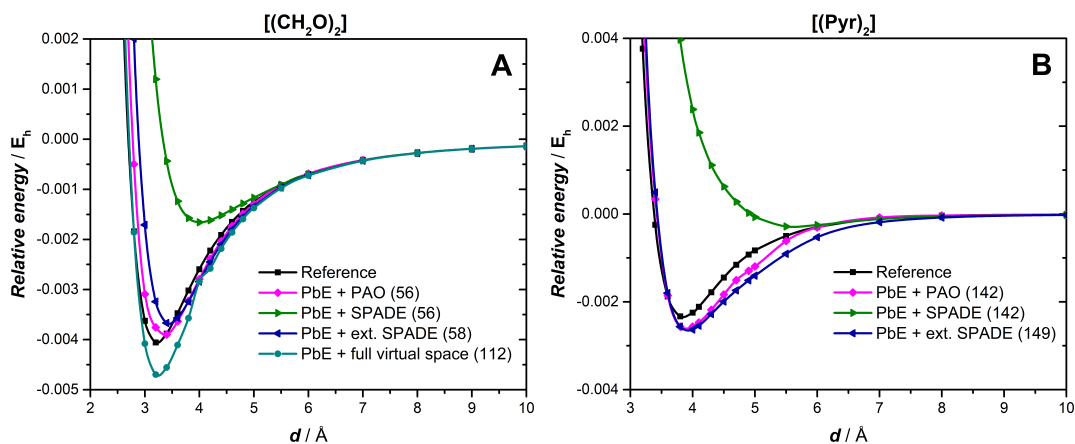 [(CH₂O)₂]
A
0.002
0.001
0.000
-0.001
-0.002
-0.003
-0.004
-0.005
Relative energy / Eₕ
Reference
PbE + PAO (56)
PbE + SPADE (56)
PbE + ext. SPADE (58)
PbE + full virtual space (112)
2 3 4 5 6 7 8 9 10
d / Å
[(Pyr)₂]
B
0.004
0.002
0.000
-0.002
-0.004
Relative energy / Eₕ
Reference
PbE + PAO (142)
PbE + SPADE (142)
PbE + ext. SPADE (149)
3 4 5 6 7 8 9 10
d / Å